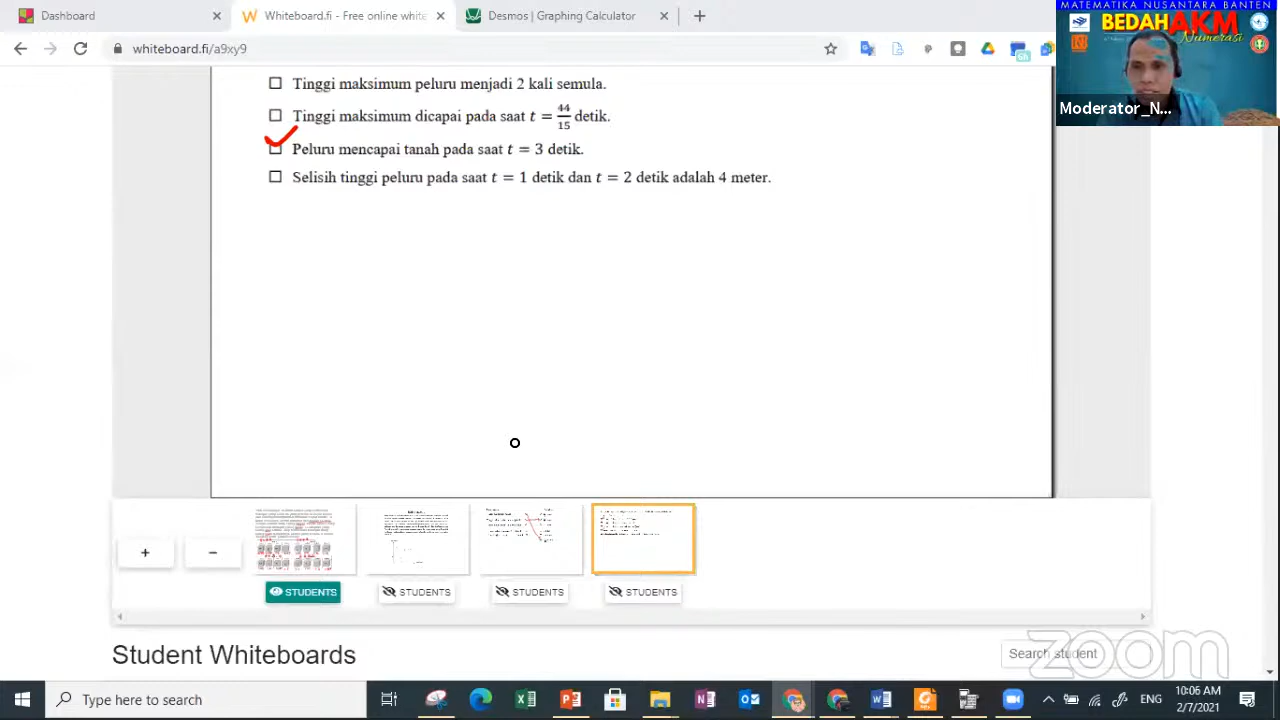 Dashboard
Whiteboard.fi - Free online white
Desmos | Graphing Calculator
whiteboard.fi/a9xy9
5h
MATEMATIKA NUSANTARA BANTEN
BEDAH AKM
Numerasi
Moderator_N...
Tinggi maksimum peluru menjadi 2 kali semula.
Tinggi maksimum dicapai pada saat t = 44/15 detik.
Peluru mencapai tanah pada saat t = 3 detik.
Selisih tinggi peluru pada saat t = 1 detik dan t = 2 detik adalah 4 meter.
+ −
STUDENTS STUDENTS STUDENTS STUDENTS
Student Whiteboards
Search student
zoom
Type here to search
ENG
10:06 AM
2/7/2021